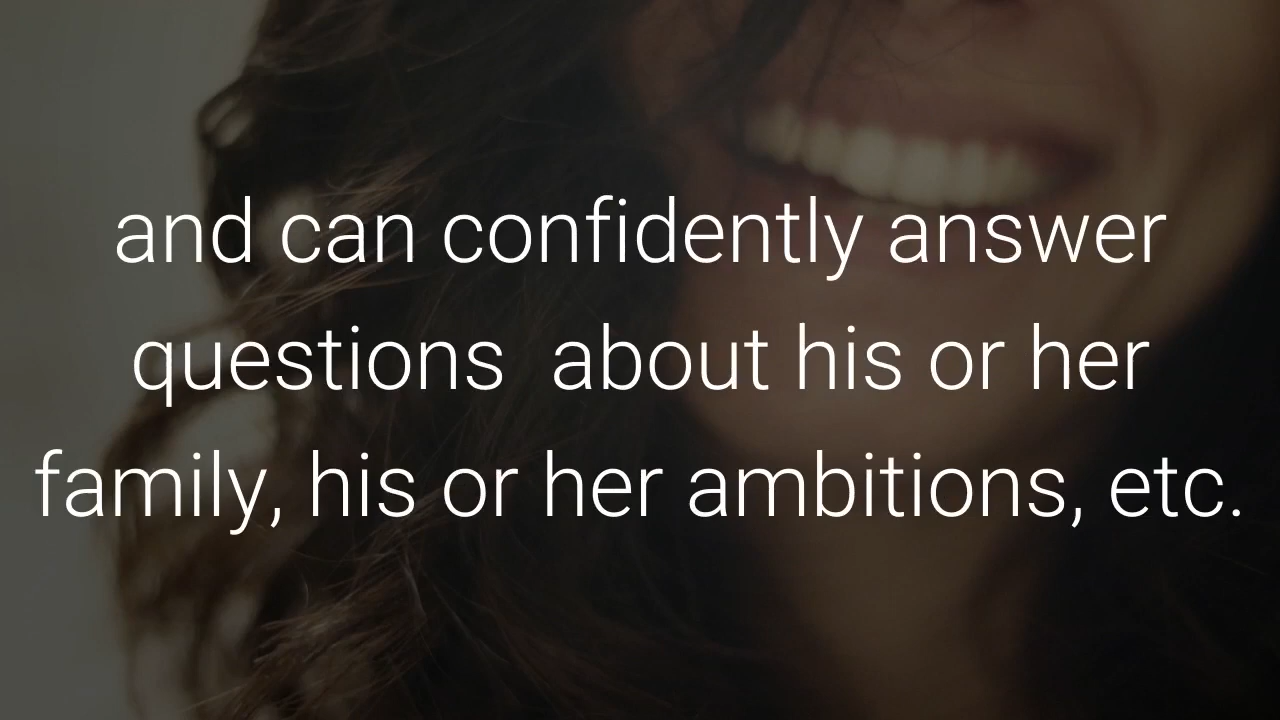 and can confidently answer
questions  about his or her
family, his or her ambitions, etc.